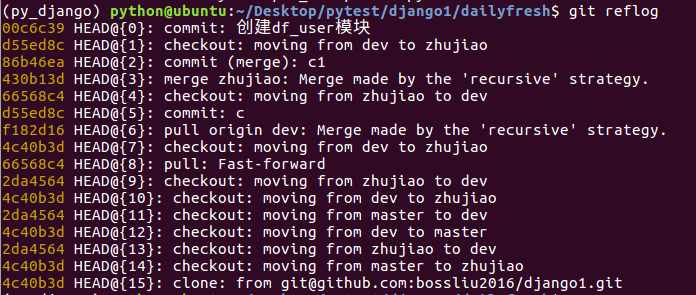 (py_django) python@ubuntu:~/Desktop/pytest/django1/dailyfresh$ git reflog
00c6c39 HEAD@{0}: commit: 创建df_user模块
d55ed8c HEAD@{1}: checkout: moving from dev to zhujiao
86b46ea HEAD@{2}: commit (merge): c1
430b13d HEAD@{3}: merge zhujiao: Merge made by the 'recursive' strategy.
66568c4 HEAD@{4}: checkout: moving from zhujiao to dev
d55ed8c HEAD@{5}: commit: c
f182d16 HEAD@{6}: pull origin dev: Merge made by the 'recursive' strategy.
4c40b3d HEAD@{7}: checkout: moving from dev to zhujiao
66568c4 HEAD@{8}: pull: Fast-forward
2da4564 HEAD@{9}: checkout: moving from zhujiao to dev
4c40b3d HEAD@{10}: checkout: moving from dev to zhujiao
2da4564 HEAD@{11}: checkout: moving from master to dev
4c40b3d HEAD@{12}: checkout: moving from dev to master
2da4564 HEAD@{13}: checkout: moving from zhujiao to dev
4c40b3d HEAD@{14}: checkout: moving from master to zhujiao
4c40b3d HEAD@{15}: clone: from git@github.com:bossliu2016/django1.git